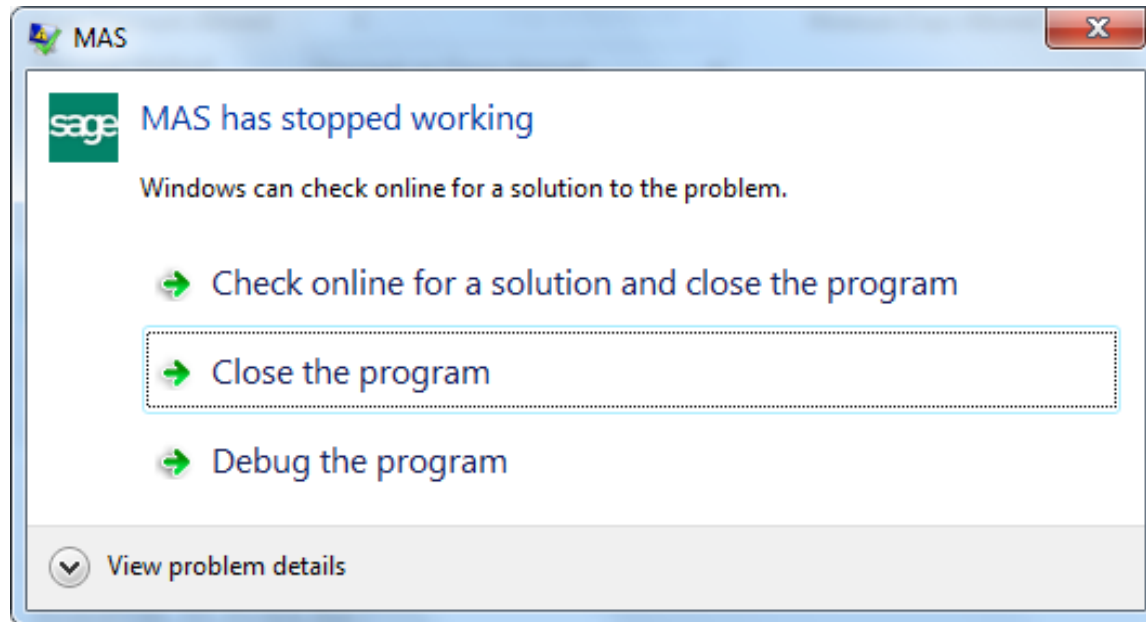 MAS
X
sage
MAS has stopped working
Windows can check online for a solution to the problem.
Check online for a solution and close the program
Close the program
Debug the program
View problem details